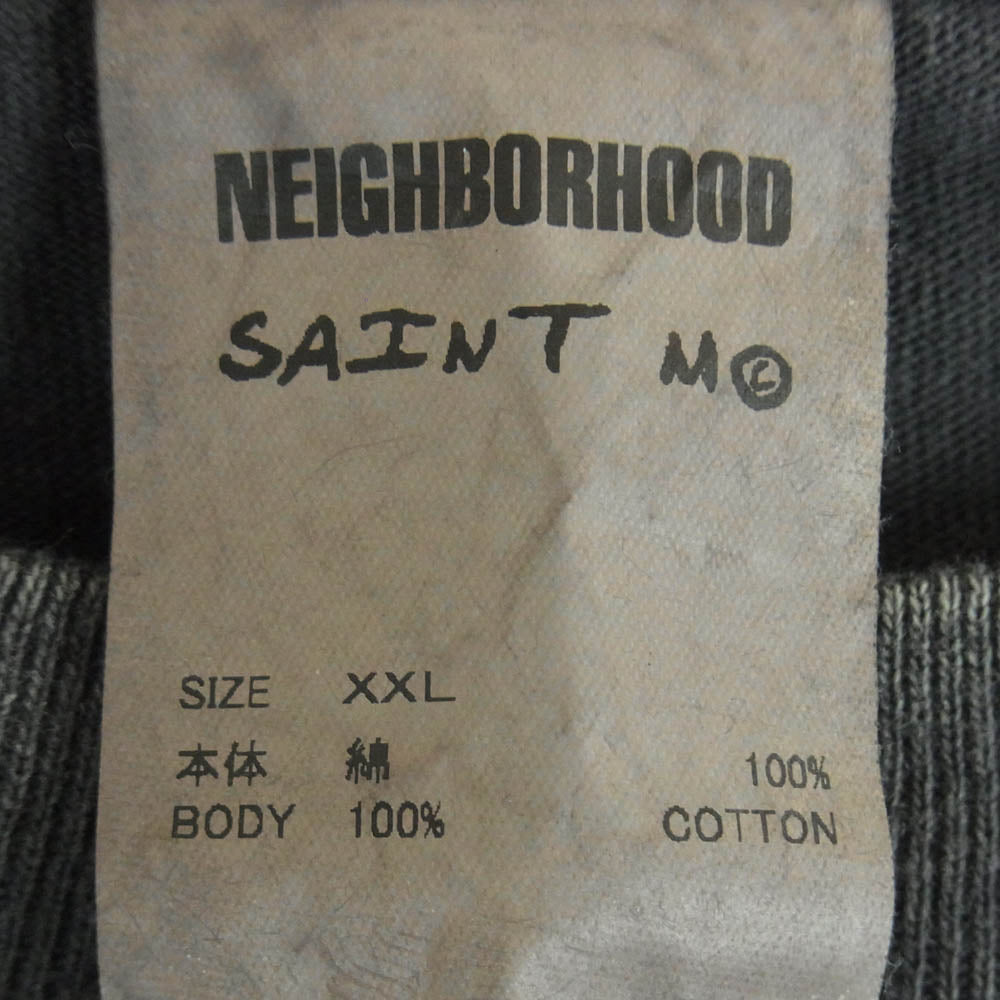 NEIGHBORHOOD
SAINT M©
SIZE XXL
本体 綿 100%
BODY 100% COTTON